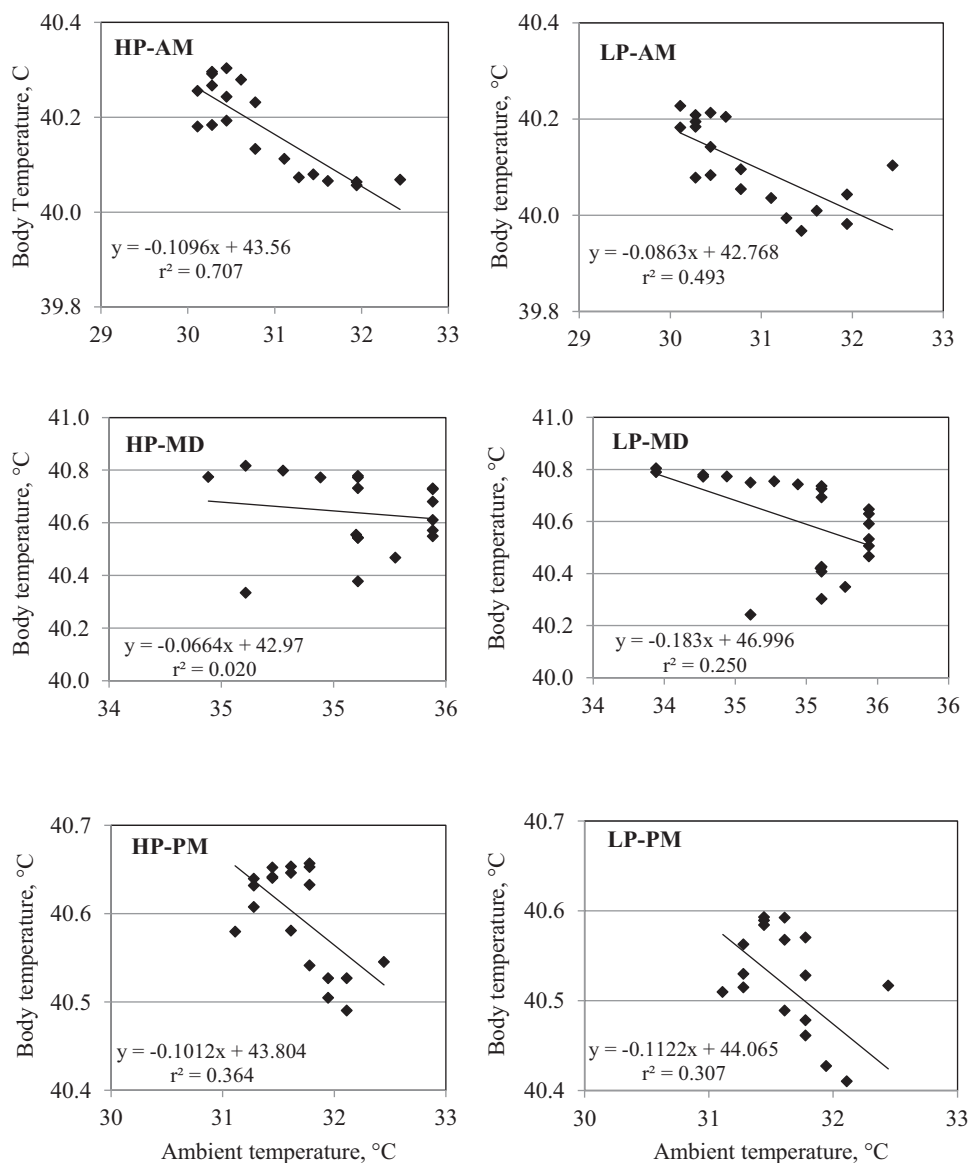 40.4
40.2
40.0
39.8
Body Temperature, C
HP-AM
y = -0.1096x + 43.56
r² = 0.707
29 30 31 32 33
40.4
40.2
40.0
39.8
Body temperature, °C
LP-AM
y = -0.0863x + 42.768
r² = 0.493
29 30 31 32 33
41.0
40.8
40.6
40.4
40.2
40.0
Body temperature, °C
HP-MD
y = -0.0664x + 42.97
r² = 0.020
34 35 35 36
41.0
40.8
40.6
40.4
40.2
40.0
Body temperature, °C
LP-MD
y = -0.183x + 46.996
r² = 0.250
34 34 35 35 36 36
40.7
40.6
40.5
40.4
Body temperature, °C
HP-PM
y = -0.1012x + 43.804
r² = 0.364
30 31 32 33
Ambient temperature, °C
40.7
40.6
40.5
40.4
Body temperature, °C
LP-PM
y = -0.1122x + 44.065
r² = 0.307
30 31 32 33
Ambient temperature, °C